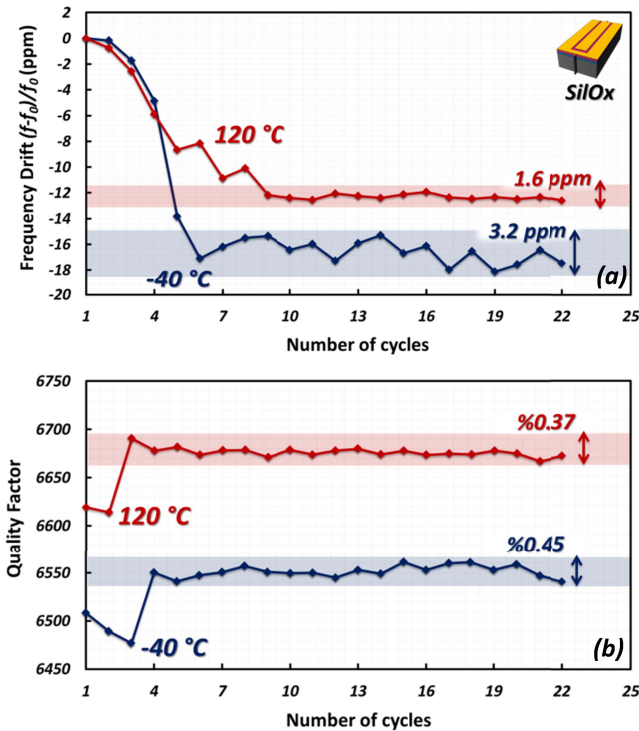 2
0
-2
-4
-6
-8
-10
-12
-14
-16
-18
-20
Frequency Drift (f-f₀)/f₀ (ppm)
SilOx
120 °C
1.6 ppm
3.2 ppm
-40 °C
(a)
1 4 7 10 13 16 19 22 25
Number of cycles
6750
6700
6650
6600
6550
6500
6450
Quality Factor
%0.37
120 °C
%0.45
-40 °C
(b)
1 4 7 10 13 16 19 22 25
Number of cycles